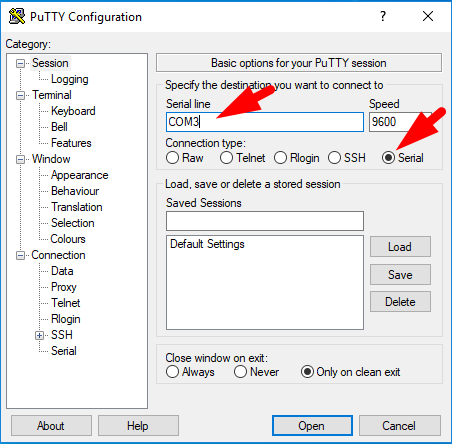 PuTTY Configuration
?
Category:
Session
Logging
Terminal
Keyboard
Bell
Features
Window
Appearance
Behaviour
Translation
Selection
Colours
Connection
Data
Proxy
Telnet
Rlogin
SSH
Serial
Basic options for your PuTTY session
Specify the destination you want to connect to
Serial line Speed
COM3 9600
Connection type:
Raw Telnet Rlogin SSH Serial
Load, save or delete a stored session
Saved Sessions
Default Settings
Load
Save
Delete
Close window on exit:
Always Never Only on clean exit
About Help Open Cancel